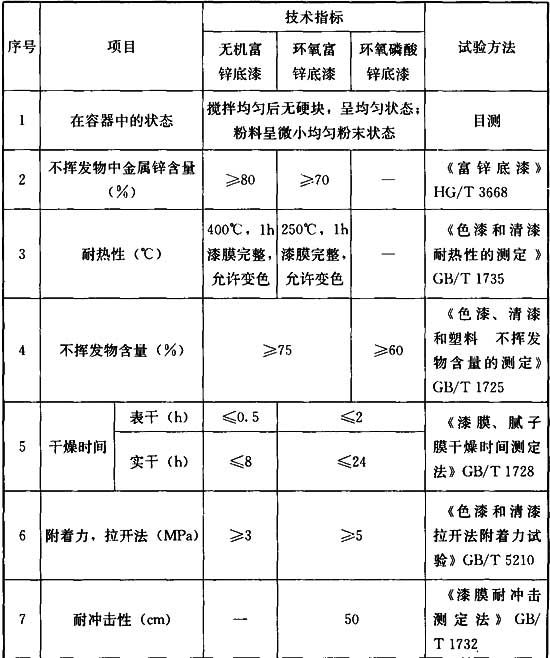 序号
项目
技术指标
试验方法
无机富
锌底漆
环氧富
锌底漆
环氧磷酸
锌底漆
1
在容器中的状态
搅拌均匀后无硬块，呈均匀状态；
粉料呈微小均匀粉末状态
目测
2
不挥发物中金属锌含量
（%）
≥80
≥70
—
《富锌底漆》
HG/T 3668
3
耐热性（℃）
400℃，1h
漆膜完整，
允许变色
250℃，1h
漆膜完整，
允许变色
—
《色漆和清漆
耐热性的测定》
GB/T 1735
4
不挥发物含量（%）
≥75
≥60
《色漆、清漆
和塑料 不挥发
物含量的测定》
GB/T 1725
5
干燥时间
表干（h）
≤0.5
≤2
实干（h）
≤8
≤24
《漆膜、腻子
膜干燥时间测定
法》GB/T 1728
6
附着力，拉开法（MPa）
≥3
≥5
《色漆和清漆
拉开法附着力试
验》GB/T 5210
7
耐冲击性（cm）
—
50
《漆膜耐冲击
测定法》GB/
T 1732